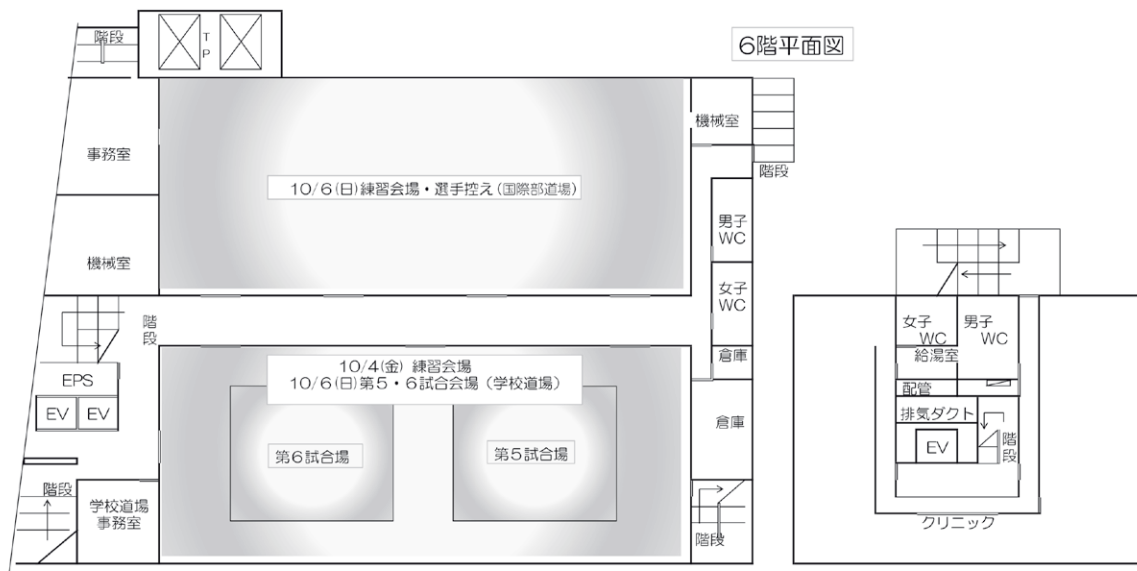 6階平面図
階段
TP
事務室
機械室
10/6(日)練習会場・選手控え(国際部道場)
機械室
階段
男子
WC
女子
WC
倉庫
倉庫
階段
EPS
EV
EV
階段
10/4(金) 練習会場
10/6(日)第5・6試合会場(学校道場)
第6試合場
第5試合場
階段
学校道場
事務室
階段
女子
WC
男子
WC
給湯室
配管
排気ダクト
EV
階段
クリニック